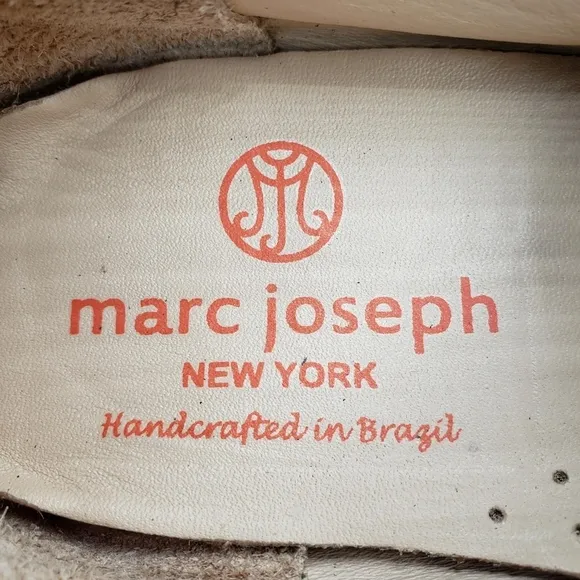 marc joseph
NEW YORK
Handcrafted in Brazil